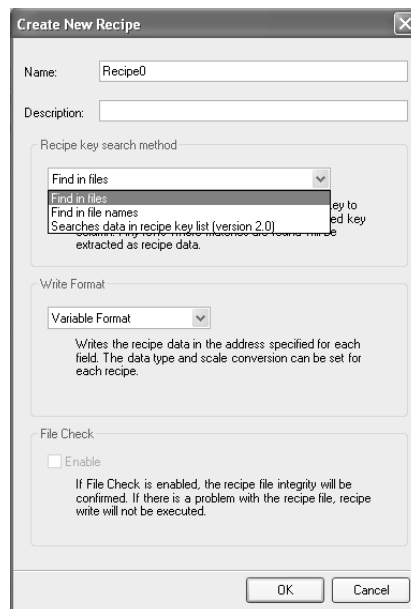 Create New Recipe
Name: Recipe0
Description:
Recipe key search method
Find in files
Find in files
Find in file names
Searches data in recipe key list (version 2.0)
key to
key
extracted as recipe data.
Write Format
Variable Format
Writes the recipe data in the address specified for each
field. The data type and scale conversion can be set for
each recipe.
File Check
Enable
If File Check is enabled, the recipe file integrity will be
confirmed. If there is a problem with the recipe file, recipe
write will not be executed.
OK Cancel